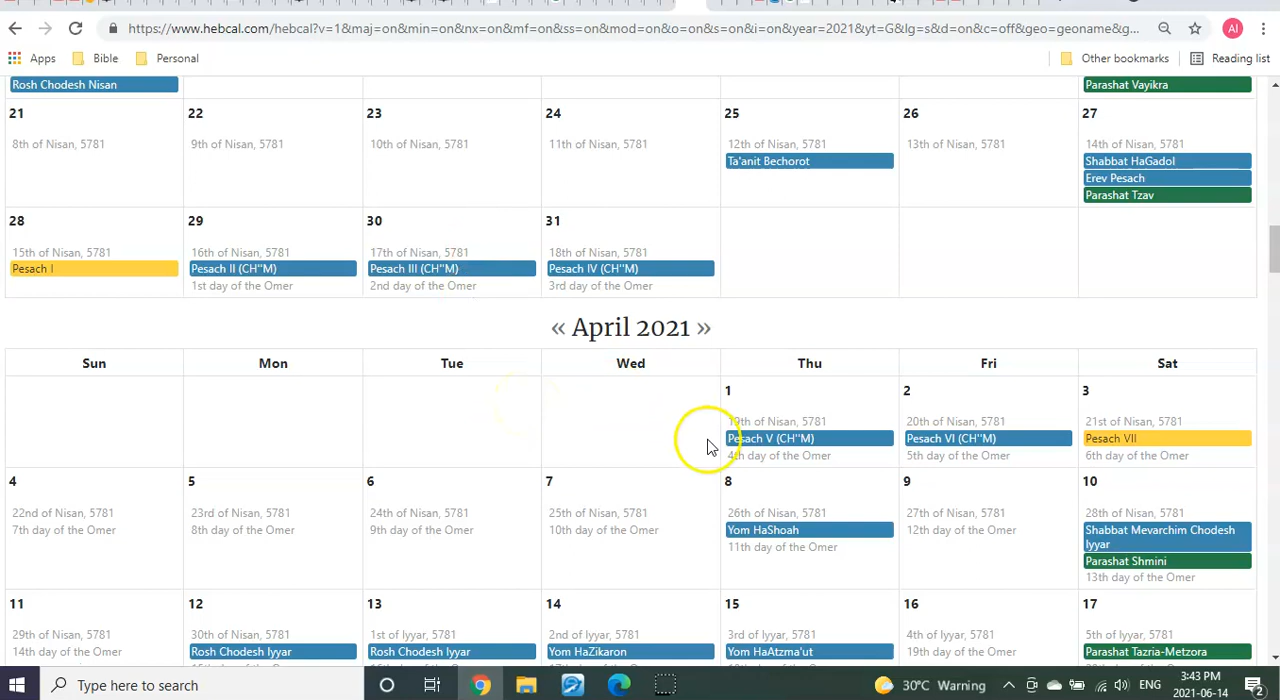 https://www.hebcal.com/hebcal?v=1&maj=on&min=on&nx=on&mf=on&ss=on&mod=on&o=on&s=on&i=on&year=2021&yt=G&lg=s&d=on&c=off&geo=geoname&g...
AI
Apps Bible Personal Other bookmarks Reading list
Rosh Chodesh Nisan Parashat Vayikra
21 22 23 24 25 26 27
8th of Nisan, 5781 9th of Nisan, 5781 10th of Nisan, 5781 11th of Nisan, 5781 12th of Nisan, 5781 13th of Nisan, 5781 14th of Nisan, 5781
Ta'anit Bechorot Shabbat HaGadol
Erev Pesach
Parashat Tzav
28 29 30 31
15th of Nisan, 5781 16th of Nisan, 5781 17th of Nisan, 5781 18th of Nisan, 5781
Pesach I Pesach II (CH''M) Pesach III (CH''M) Pesach IV (CH''M)
1st day of the Omer 2nd day of the Omer 3rd day of the Omer
« April 2021 »
Sun Mon Tue Wed Thu Fri Sat
1 2 3
19th of Nisan, 5781 20th of Nisan, 5781 21st of Nisan, 5781
Pesach V (CH''M) Pesach VI (CH''M) Pesach VII
4th day of the Omer 5th day of the Omer 6th day of the Omer
4 5 6 7 8 9 10
22nd of Nisan, 5781 23rd of Nisan, 5781 24th of Nisan, 5781 25th of Nisan, 5781 26th of Nisan, 5781 27th of Nisan, 5781 28th of Nisan, 5781
7th day of the Omer 8th day of the Omer 9th day of the Omer 10th day of the Omer Yom HaShoah 12th day of the Omer Shabbat Mevarchim Chodesh
Iyyar
11th day of the Omer
Parashat Shmini
13th day of the Omer
11 12 13 14 15 16 17
29th of Nisan, 5781 30th of Nisan, 5781 1st of Iyyar, 5781 2nd of Iyyar, 5781 3rd of Iyyar, 5781 4th of Iyyar, 5781 5th of Iyyar, 5781
14th day of the Omer Rosh Chodesh Iyyar Rosh Chodesh Iyyar Yom HaZikaron Yom HaAtzma'ut Parashat Tazria-Metzora
Type here to search 30°C Warning ENG 3:43 PM
2021-06-14
2